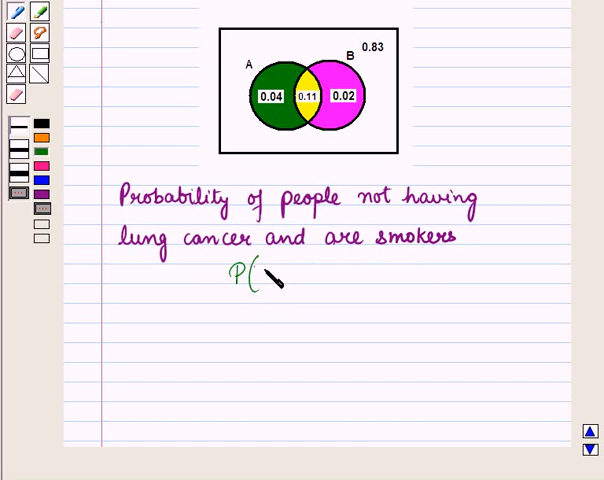 0.83
A
B
0.04 0.11 0.02
Probability of people not having
lung cancer and are smokers
P(